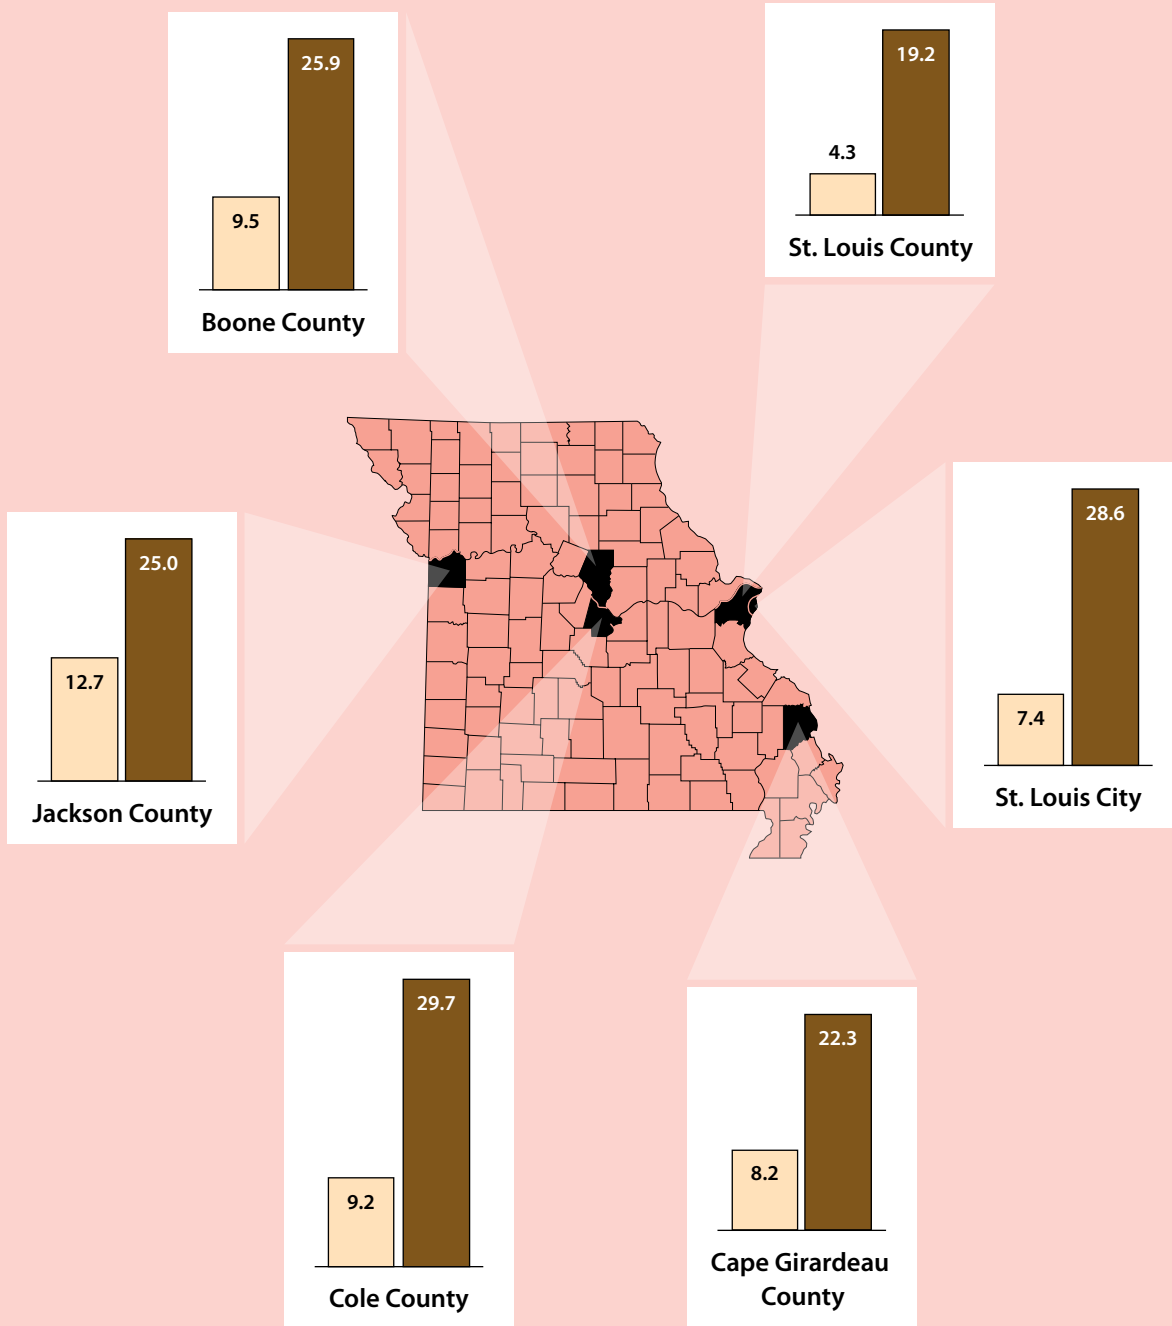 25.9
9.5
Boone County
19.2
4.3
St. Louis County
25.0
12.7
Jackson County
28.6
7.4
St. Louis City
29.7
9.2
Cole County
22.3
8.2
Cape Girardeau
County